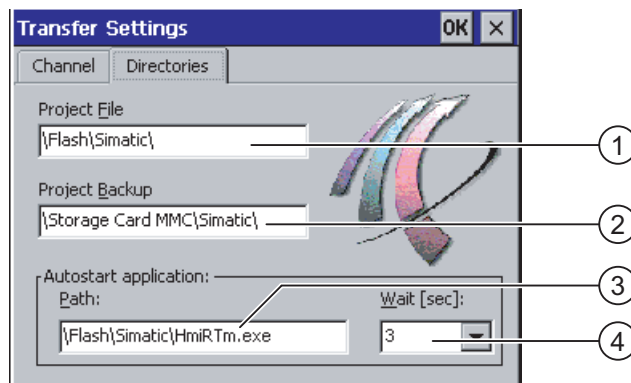 Transfer Settings OK ×
Channel Directories
Project File
\Flash\Simatic\
1
Project Backup
\Storage Card MMC\Simatic\
2
Autostart application:
3
Path: Wait [sec]:
\Flash\Simatic\HmiRTm.exe 3
4